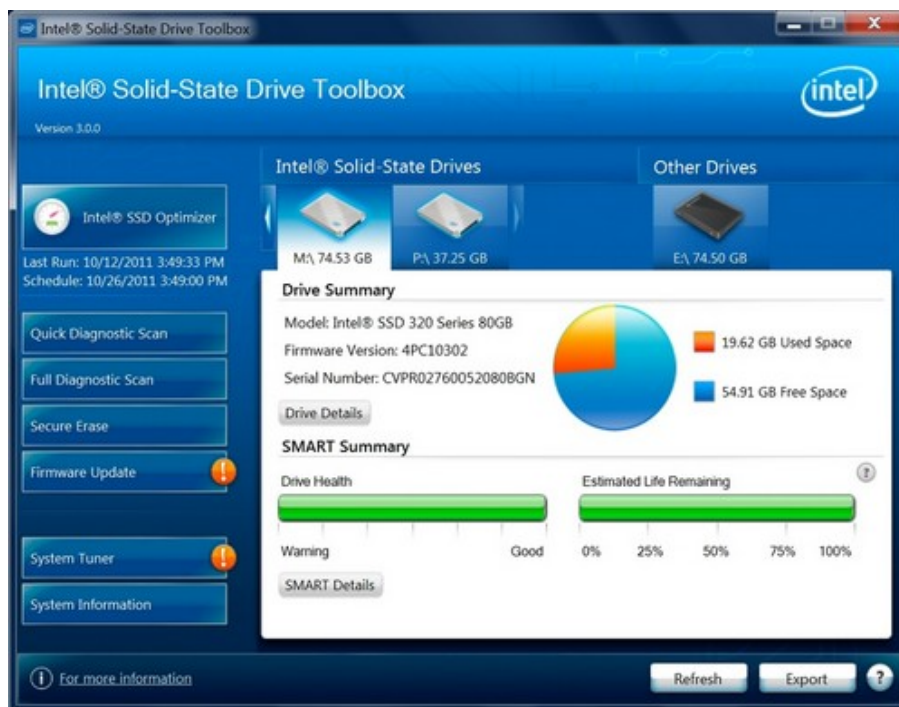 Intel® Solid-State Drive Toolbox
Intel® Solid-State Drive Toolbox
intel
Version 3.0.0
Intel® Solid-State Drives
Other Drives
Intel® SSD Optimizer
Last Run: 10/12/2011 3:49:33 PM
Schedule: 10/26/2011 3:49:00 PM
M:\ 74.53 GB
P:\ 37.25 GB
E:\ 74.50 GB
Quick Diagnostic Scan
Full Diagnostic Scan
Secure Erase
Firmware Update
!
System Tuner
!
System Information
Drive Summary
Model: Intel® SSD 320 Series 80GB
Firmware Version: 4PC10302
Serial Number: CVPR02760052080BGN
Drive Details
19.62 GB Used Space
54.91 GB Free Space
SMART Summary
?
Drive Health
Warning Good
Estimated Life Remaining
0% 25% 50% 75% 100%
SMART Details
i For more information
Refresh
Export
?